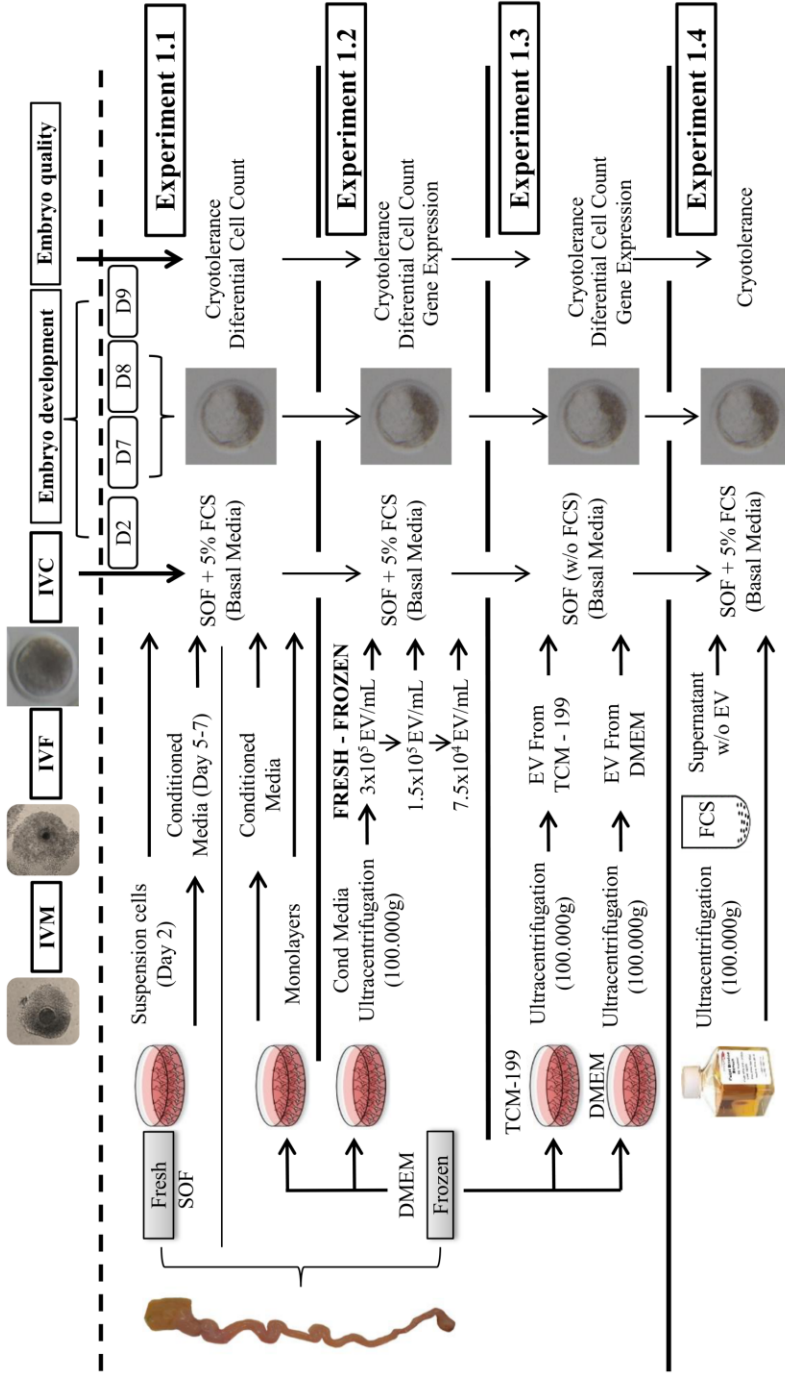 IVM
IVF
IVC
Embryo development
Embryo quality
D2
D7
D8
D9
Experiment 1.1
Fresh
SOF
Suspension cells
(Day 2)
Conditioned
Media (Day 5-7)
SOF + 5% FCS
(Basal Media)
Cryotolerance
Diferential Cell Count
Monolayers
Conditioned
Media
Experiment 1.2
Cond Media
Ultracentrifugation
(100.000g)
FRESH - FROZEN
3x10⁵ EV/mL
1.5x10⁵ EV/mL
7.5x10⁴ EV/mL
SOF + 5% FCS
(Basal Media)
Cryotolerance
Diferential Cell Count
Gene Expression
DMEM
Frozen
Experiment 1.3
TCM-199
Ultracentrifugation
(100.000g)
EV From
TCM - 199
SOF (w/o FCS)
(Basal Media)
Cryotolerance
Diferential Cell Count
Gene Expression
DMEM
Ultracentrifugation
(100.000g)
EV From
DMEM
Experiment 1.4
Ultracentrifugation
(100.000g)
FCS
Supernatant
w/o EV
SOF + 5% FCS
(Basal Media)
Cryotolerance